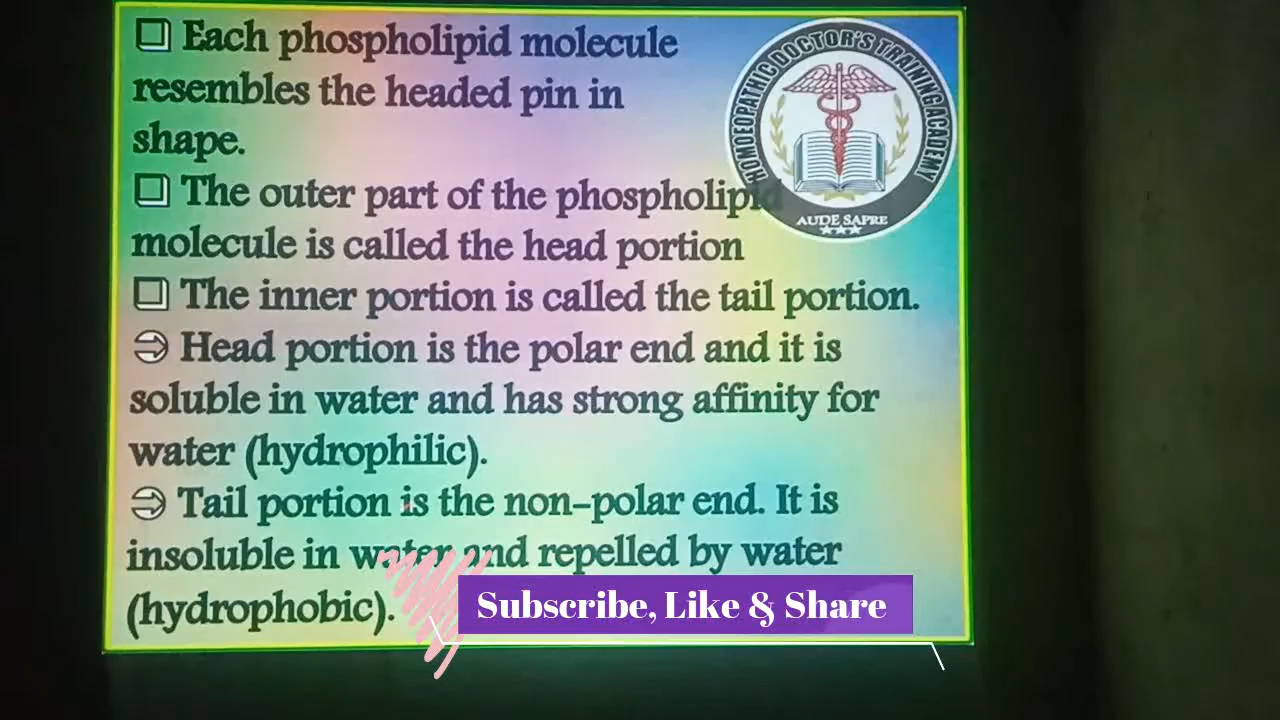 ❑ Each phospholipid molecule
resembles the headed pin in
shape.
❑ The outer part of the phospholipid
molecule is called the head portion
❑ The inner portion is called the tail portion.
⮊ Head portion is the polar end and it is
soluble in water and has strong affinity for
water (hydrophilic).
⮊ Tail portion is the non-polar end. It is
insoluble in water and repelled by water
(hydrophobic).
HOMOEOPATHIC DOCTOR'S TRAINING ACADEMY
AUDE SAPRE
Subscribe, Like & Share